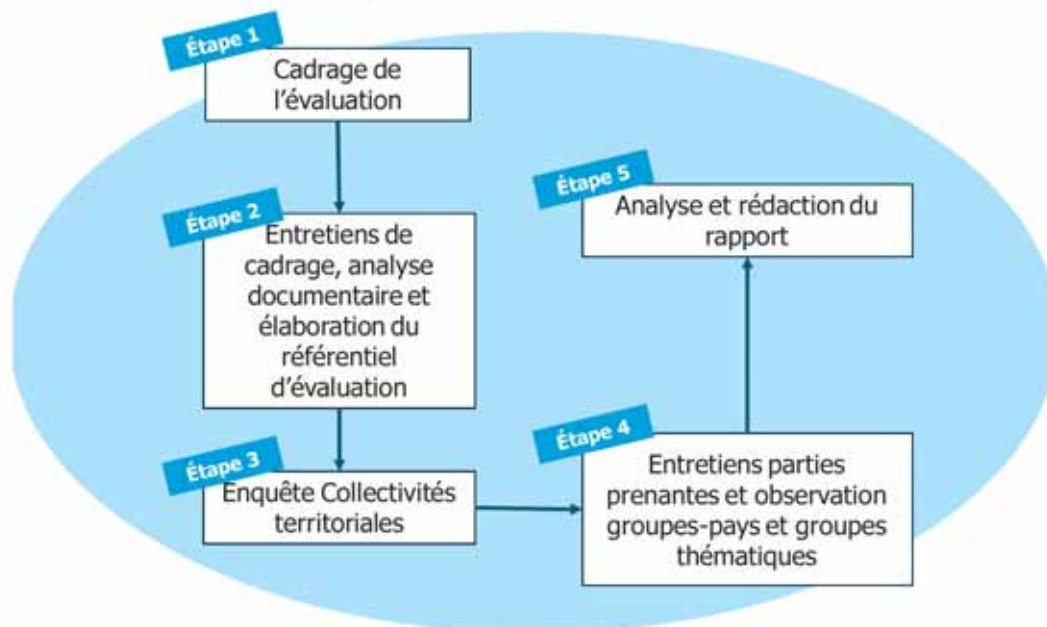 Étape 1
Cadrage de
l’évaluation
Étape 2
Entretiens de
cadrage, analyse
documentaire et
élaboration du
référentiel
d’évaluation
Étape 3
Enquête Collectivités
territoriales
Étape 4
Entretiens parties
prenantes et observation
groupes-pays et groupes
thématiques
Étape 5
Analyse et rédaction du
rapport